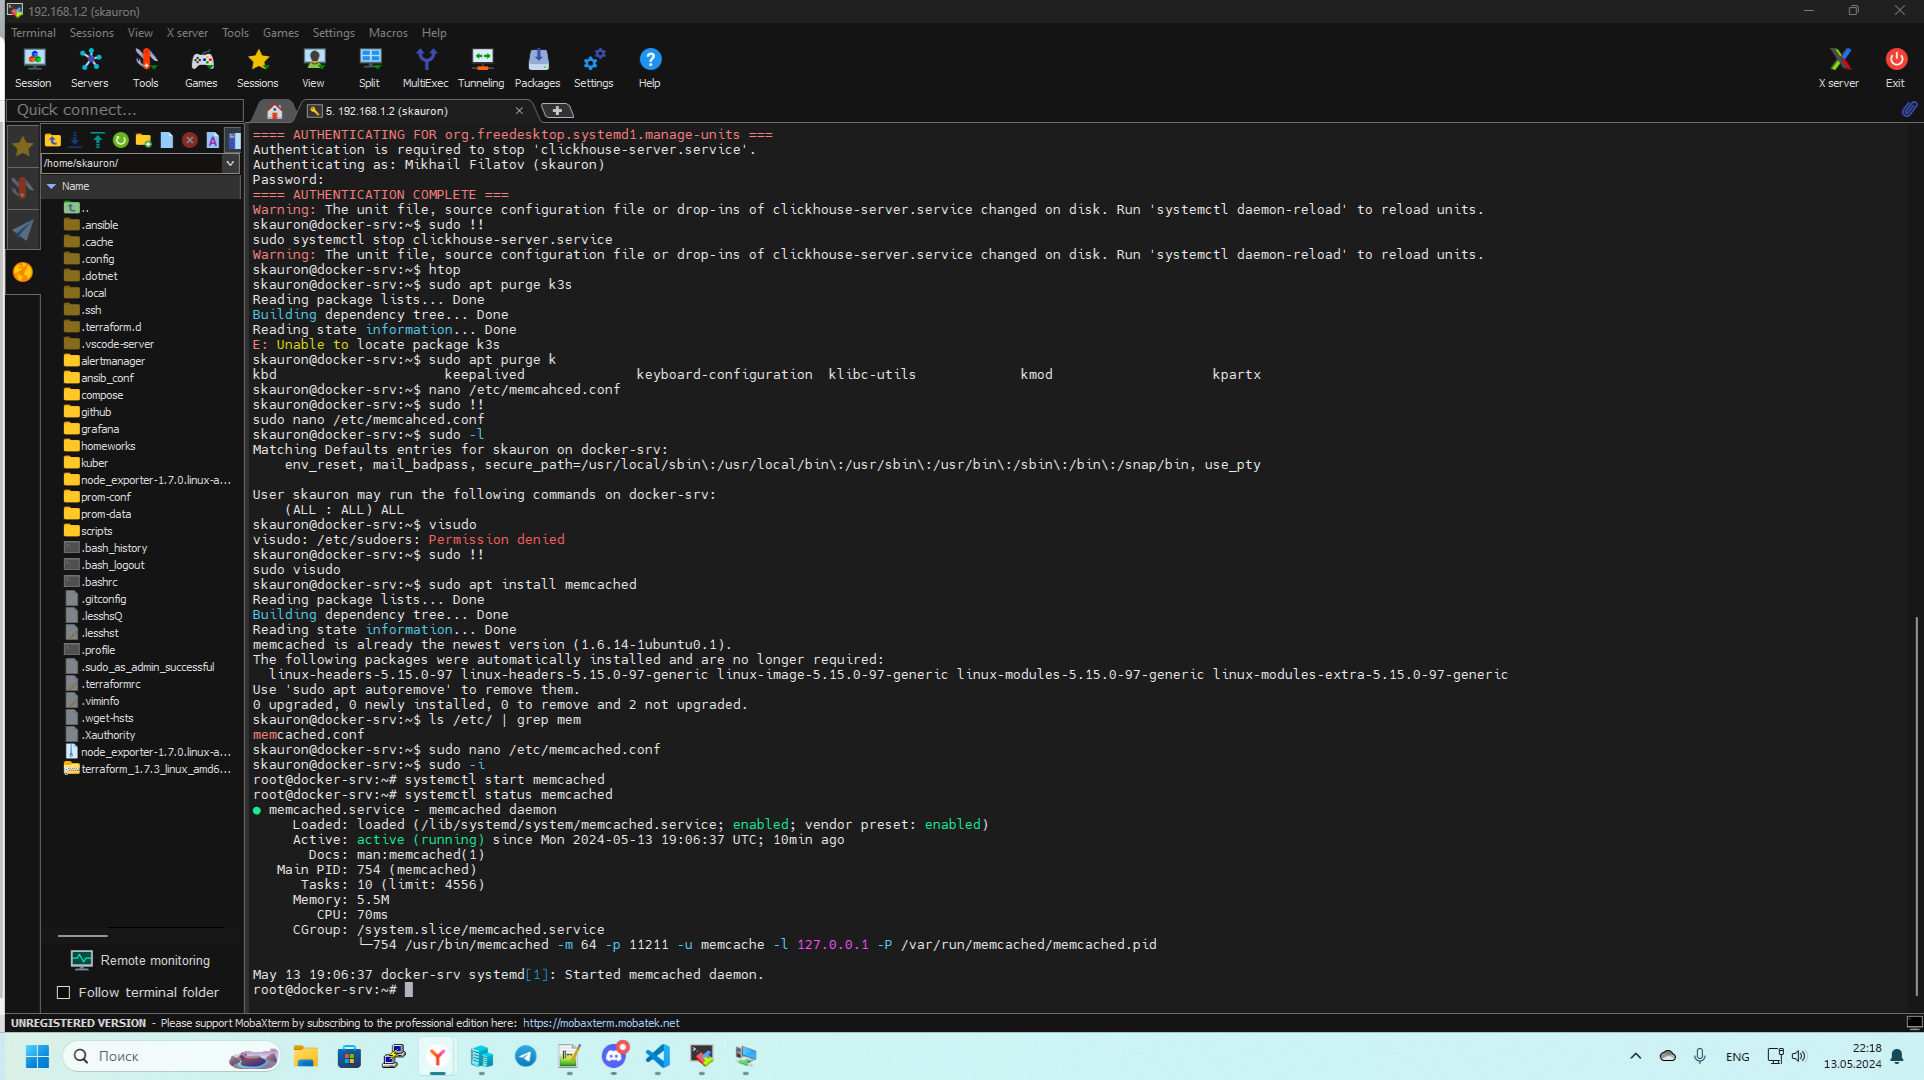 192.168.1.2 (skauron)
Terminal Sessions View X server Tools Games Settings Macros Help
Session Servers Tools Games Sessions View Split MultiExec Tunneling Packages Settings Help X server Exit
Quick connect...
5. 192.168.1.2 (skauron)
/home/skauron/
Name
..
.ansible
.cache
.config
.dotnet
.local
.ssh
.terraform.d
.vscode-server
alertmanager
ansib_conf
compose
github
grafana
homeworks
kuber
node_exporter-1.7.0.linux-a...
prom-conf
prom-data
scripts
.bash_history
.bash_logout
.bashrc
.gitconfig
.lesshsQ
.lesshst
.profile
.sudo_as_admin_successful
.terraformrc
.viminfo
.wget-hsts
.Xauthority
node_exporter-1.7.0.linux-a...
terraform_1.7.3_linux_amd6...
Remote monitoring
Follow terminal folder
==== AUTHENTICATING FOR org.freedesktop.systemd1.manage-units ===
Authentication is required to stop 'clickhouse-server.service'.
Authenticating as: Mikhail Filatov (skauron)
Password:
==== AUTHENTICATION COMPLETE ===
Warning: The unit file, source configuration file or drop-ins of clickhouse-server.service changed on disk. Run 'systemctl daemon-reload' to reload units.
skauron@docker-srv:~$ sudo !!
sudo systemctl stop clickhouse-server.service
Warning: The unit file, source configuration file or drop-ins of clickhouse-server.service changed on disk. Run 'systemctl daemon-reload' to reload units.
skauron@docker-srv:~$ htop
skauron@docker-srv:~$ sudo apt purge k3s
Reading package lists... Done
Building dependency tree... Done
Reading state information... Done
E: Unable to locate package k3s
skauron@docker-srv:~$ sudo apt purge k
kbd keepalived keyboard-configuration klibc-utils kmod kpartx
skauron@docker-srv:~$ nano /etc/memcahced.conf
skauron@docker-srv:~$ sudo !!
sudo nano /etc/memcahced.conf
skauron@docker-srv:~$ sudo -l
Matching Defaults entries for skauron on docker-srv:
env_reset, mail_badpass, secure_path=/usr/local/sbin\:/usr/local/bin\:/usr/sbin\:/usr/bin\:/sbin\:/bin\:/snap/bin, use_pty
User skauron may run the following commands on docker-srv:
(ALL : ALL) ALL
skauron@docker-srv:~$ visudo
visudo: /etc/sudoers: Permission denied
skauron@docker-srv:~$ sudo !!
sudo visudo
skauron@docker-srv:~$ sudo apt install memcached
Reading package lists... Done
Building dependency tree... Done
Reading state information... Done
memcached is already the newest version (1.6.14-1ubuntu0.1).
The following packages were automatically installed and are no longer required:
linux-headers-5.15.0-97 linux-headers-5.15.0-97-generic linux-image-5.15.0-97-generic linux-modules-5.15.0-97-generic linux-modules-extra-5.15.0-97-generic
Use 'sudo apt autoremove' to remove them.
0 upgraded, 0 newly installed, 0 to remove and 2 not upgraded.
skauron@docker-srv:~$ ls /etc/ | grep mem
memcached.conf
skauron@docker-srv:~$ sudo nano /etc/memcached.conf
skauron@docker-srv:~$ sudo -i
root@docker-srv:~# systemctl start memcached
root@docker-srv:~# systemctl status memcached
● memcached.service - memcached daemon
Loaded: loaded (/lib/systemd/system/memcached.service; enabled; vendor preset: enabled)
Active: active (running) since Mon 2024-05-13 19:06:37 UTC; 10min ago
Docs: man:memcached(1)
Main PID: 754 (memcached)
Tasks: 10 (limit: 4556)
Memory: 5.5M
CPU: 70ms
CGroup: /system.slice/memcached.service
└─754 /usr/bin/memcached -m 64 -p 11211 -u memcache -l 127.0.0.1 -P /var/run/memcached/memcached.pid
May 13 19:06:37 docker-srv systemd[1]: Started memcached daemon.
root@docker-srv:~#
UNREGISTERED VERSION - Please support MobaXterm by subscribing to the professional edition here: https://mobaxterm.mobatek.net
Поиск
ENG
22:18
13.05.2024